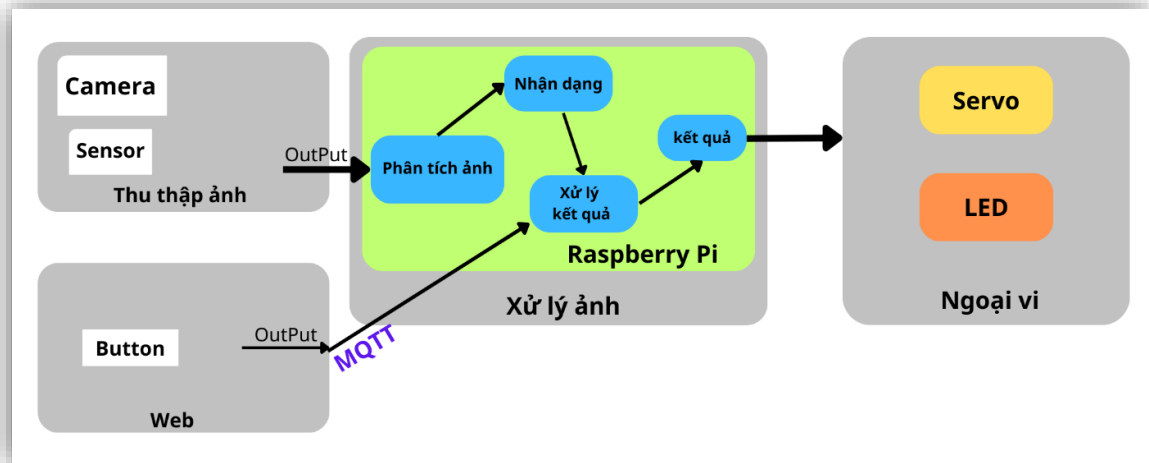 Camera
Sensor
OutPut
Thu thập ảnh
Nhận dạng
Phân tích ảnh
kết quả
Xử lý
kết quả
Raspberry Pi
Xử lý ảnh
Servo
LED
Ngoại vi
Button
OutPut
MQTT
Web